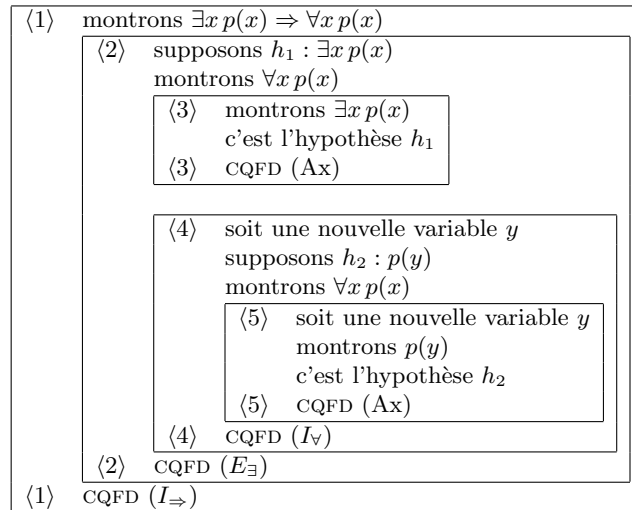 ⟨1⟩ montrons ∃x p(x) ⇒ ∀x p(x)
⟨2⟩ supposons h₁ : ∃x p(x)
montrons ∀x p(x)
⟨3⟩ montrons ∃x p(x)
c'est l'hypothèse h₁
⟨3⟩ CQFD (Ax)
⟨4⟩ soit une nouvelle variable y
supposons h₂ : p(y)
montrons ∀x p(x)
⟨5⟩ soit une nouvelle variable y
montrons p(y)
c'est l'hypothèse h₂
⟨5⟩ CQFD (Ax)
⟨4⟩ CQFD (I∀)
⟨2⟩ CQFD (E∃)
⟨1⟩ CQFD (I⇒)